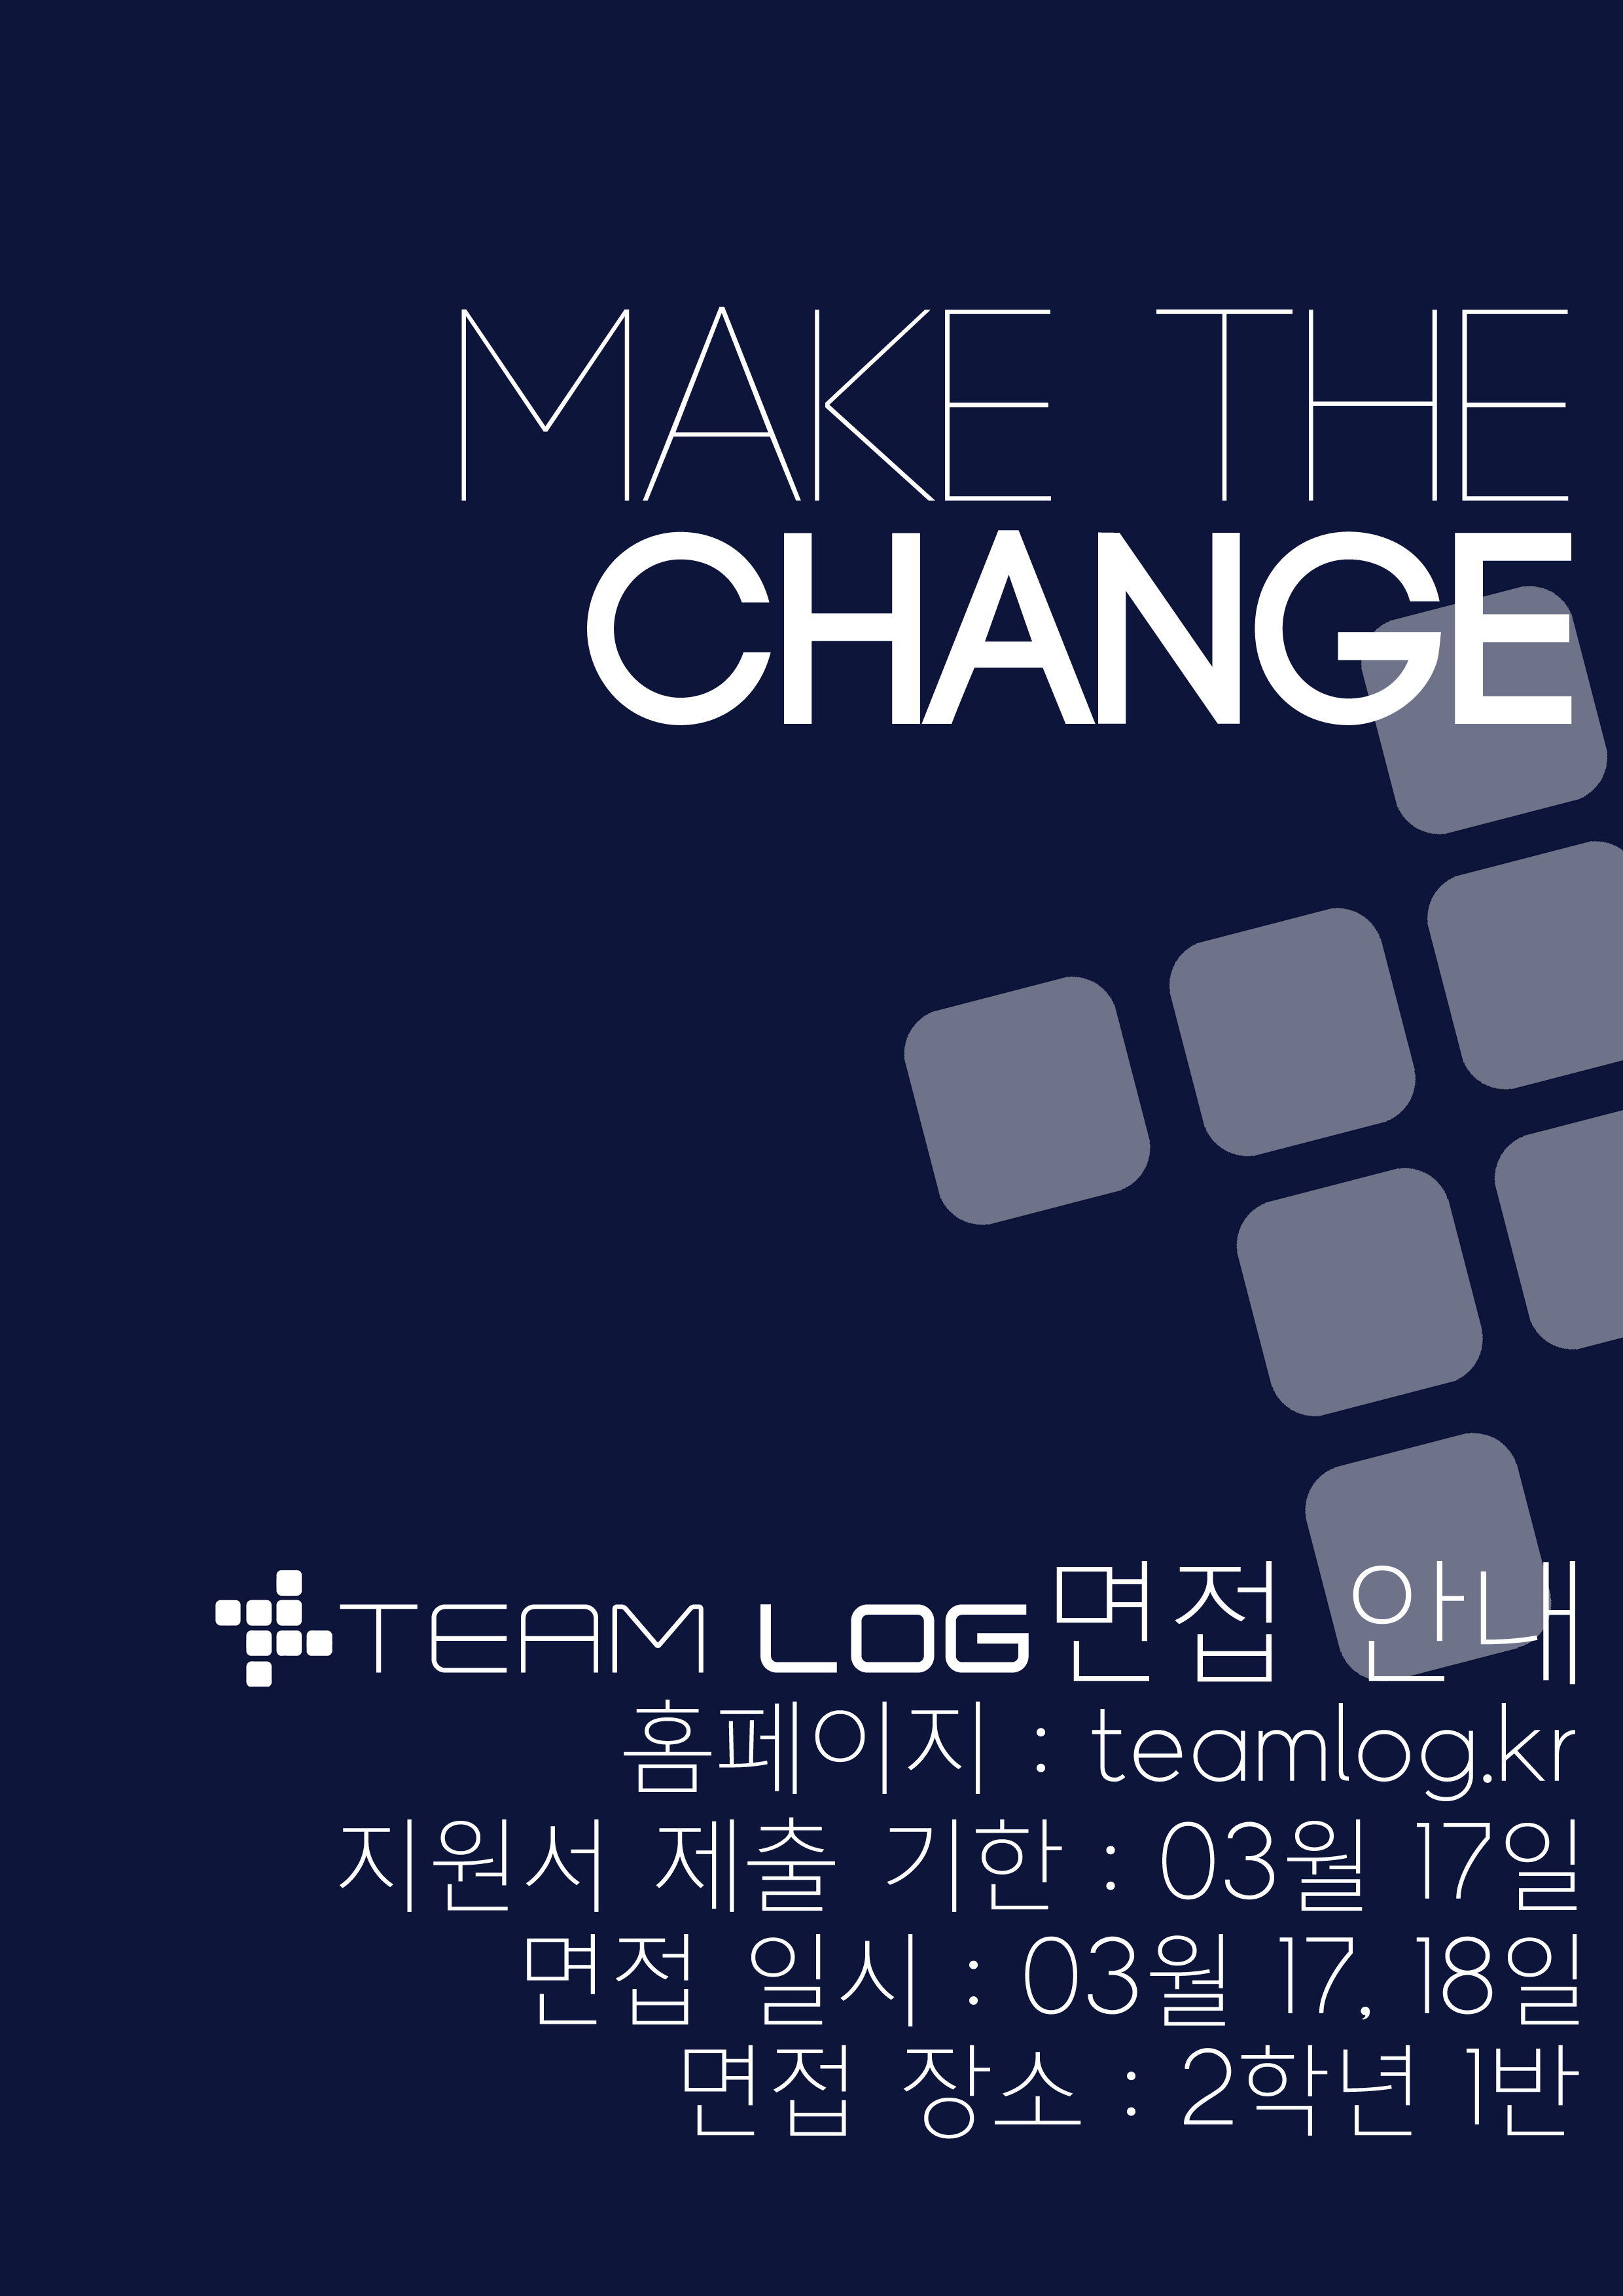 MAKE THE
CHANGE
TEAM LOG 면접 안내
홈페이지 : teamlog.kr
지원서 제출 기한 : 03월 17일
면접 일시 : 03월 17, 18일
면접 장소 : 2학년 1반